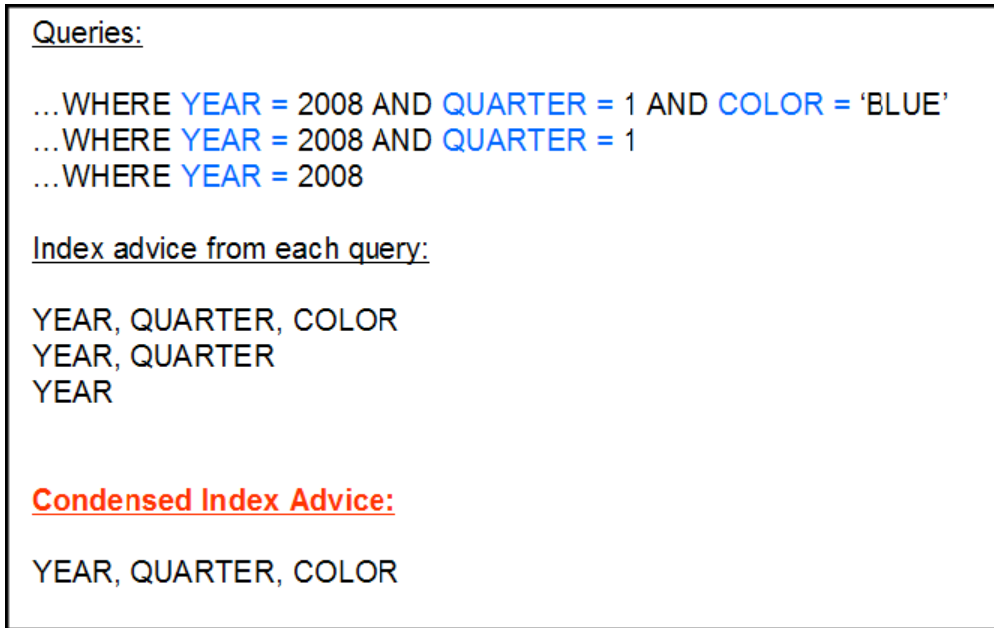 Queries:
…WHERE YEAR = 2008 AND QUARTER = 1 AND COLOR = ‘BLUE’
…WHERE YEAR = 2008 AND QUARTER = 1
…WHERE YEAR = 2008
Index advice from each query:
YEAR, QUARTER, COLOR
YEAR, QUARTER
YEAR
Condensed Index Advice:
YEAR, QUARTER, COLOR